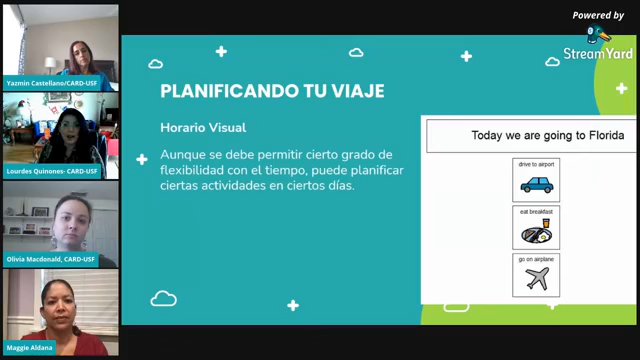 Powered by
StreamYard
Yazmin Castellano/CARD-USF
Lourdes Quinones- CARD-USF
Olivia Macdonald, CARD-USF
Maggie Aldana
PLANIFICANDO TU VIAJE
Horario Visual
Aunque se debe permitir cierto grado de
flexibilidad con el tiempo, puede planificar
ciertas actividades en ciertos días.
Today we are going to Florida
drive to airport
eat breakfast
go on airplane